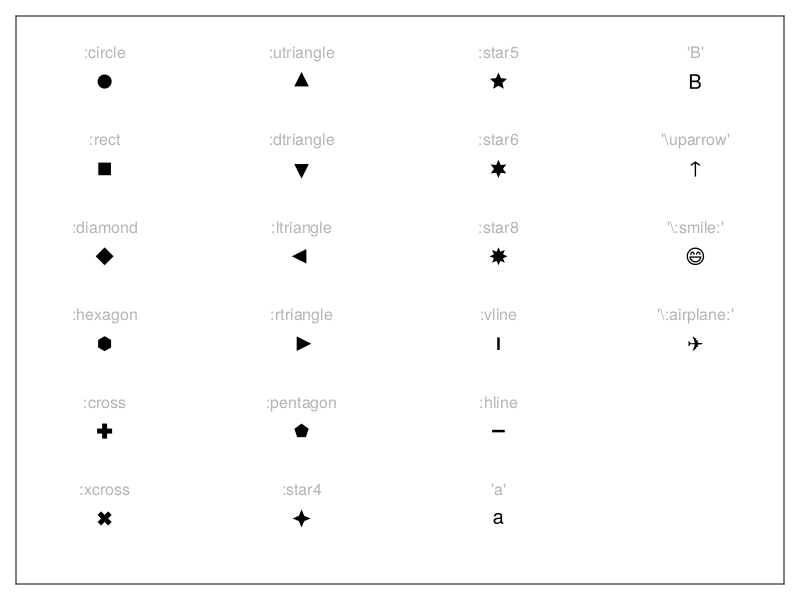 :circle :utriangle :star5 'B'
B
:rect :dtriangle :star6 '\uparrow'
↑
:diamond :ltriangle :star8 '\:smile:'
:hexagon :rtriangle :vline '\:airplane:'
:cross :pentagon :hline
:xcross :star4 'a'
a